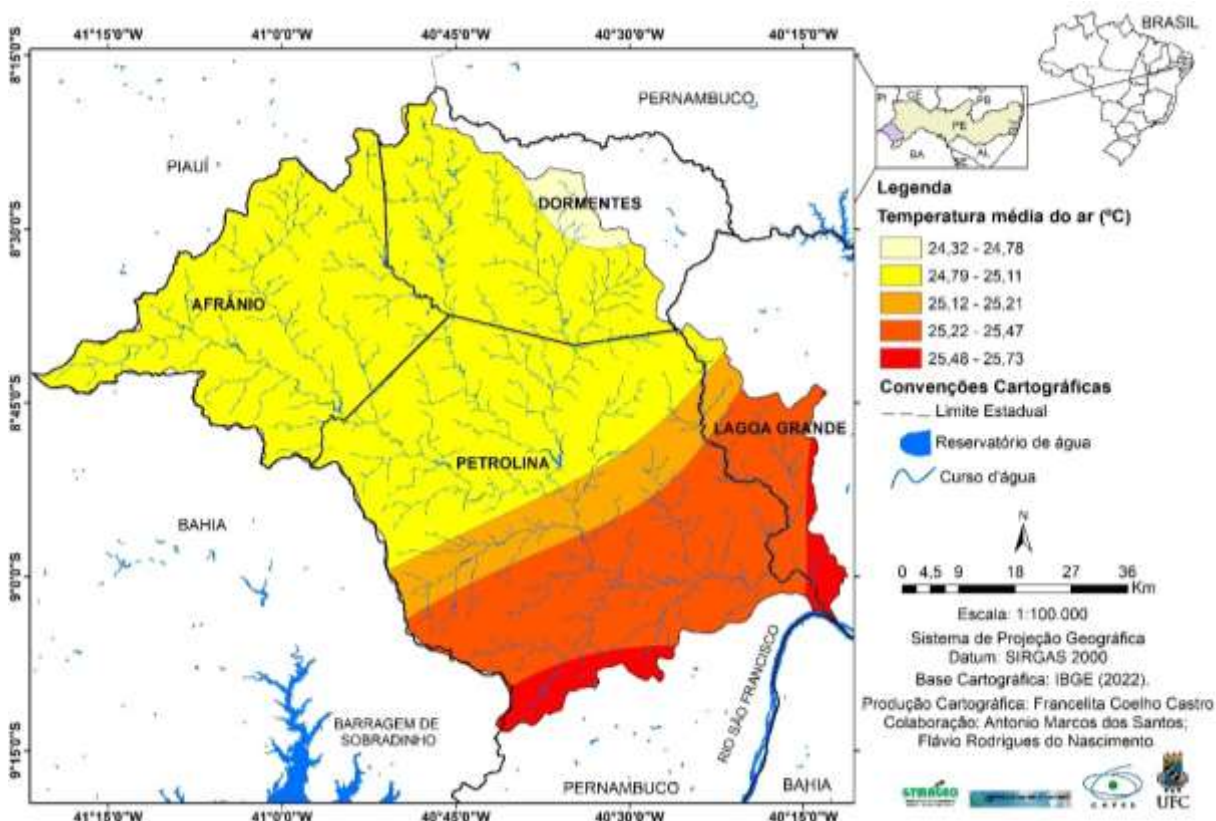 41°15'0"W 41°0'0"W 40°45'0"W 40°30'0"W 40°15'0"W
BRASIL
8°15'0"S
8°30'0"S
8°45'0"S
9°0'0"S
9°15'0"S
PERNAMBUCO
PIAUÍ
DORMENTES
AFRÂNIO
LAGOA GRANDE
PETROLINA
BAHIA
BARRAGEM DE
SOBRADINHO
RIO SÃO FRANCISCO
PERNAMBUCO
BAHIA
41°15'0"W 41°0'0"W 40°45'0"W 40°30'0"W 40°15'0"W
PI
CE
PB
PE
AL
BA
Legenda
Temperatura média do ar (ºC)
24,32 - 24,78
24,79 - 25,11
25,12 - 25,21
25,22 - 25,47
25,48 - 25,73
Convenções Cartográficas
Limite Estadual
Reservatório de água
Curso d'água
N
0 4,5 9 18 27 36
Km
Escala: 1:100.000
Sistema de Projeção Geográfica
Datum: SIRGAS 2000
Base Cartográfica: IBGE (2022).
Produção Cartográfica: Francelita Coelho Castro
Colaboração: Antonio Marcos dos Santos;
Flávio Rodrigues do Nascimento
UFC